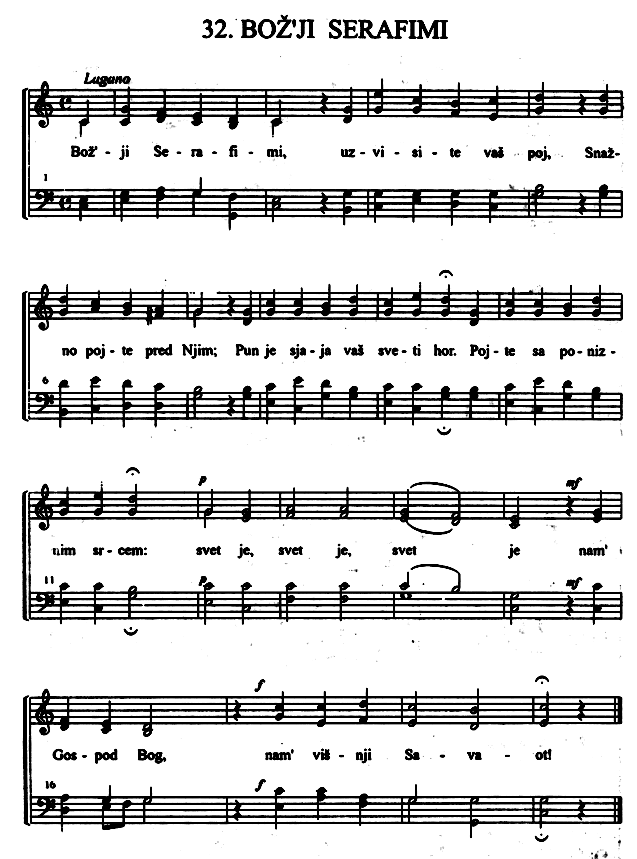 32. BOŽ'JI SERAFIMI
Lugano
Bož' - ji Se - ra - fi - mi, uz - vi - si - te vaš poj, Snaž-
1
no poj - te pred Njim; Pun je sja - ja vaš sve - ti hor. Poj - te sa po - niz -
6
p mf
nim sr - cem: svet je, svet je, svet je nam'
11 p mf
f
Gos - pod Bog, nam' viš - nji Sa - va - ot!
16 f